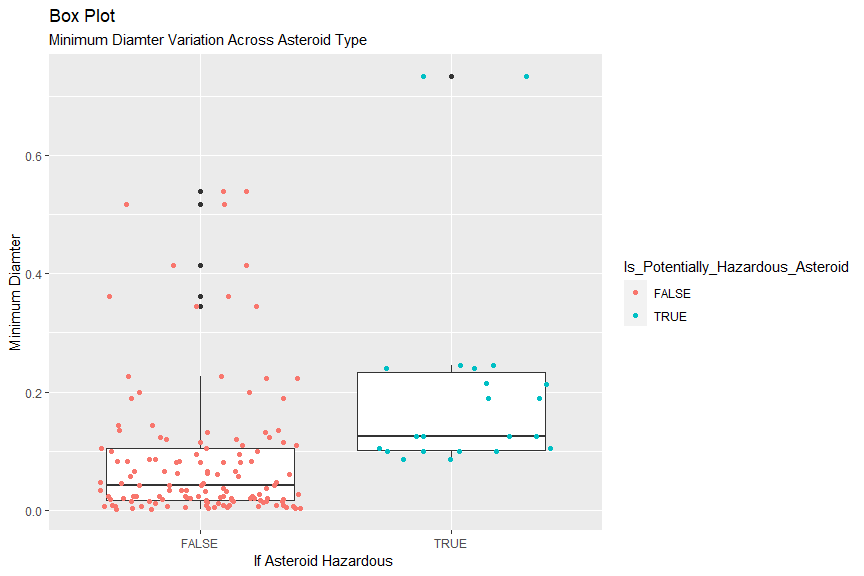 Box Plot
Minimum Diamter Variation Across Asteroid Type
Minimum Diamter
0.6
0.4
0.2
0.0
FALSE
TRUE
If Asteroid Hazardous
Is_Potentially_Hazardous_Asteroid
FALSE
TRUE